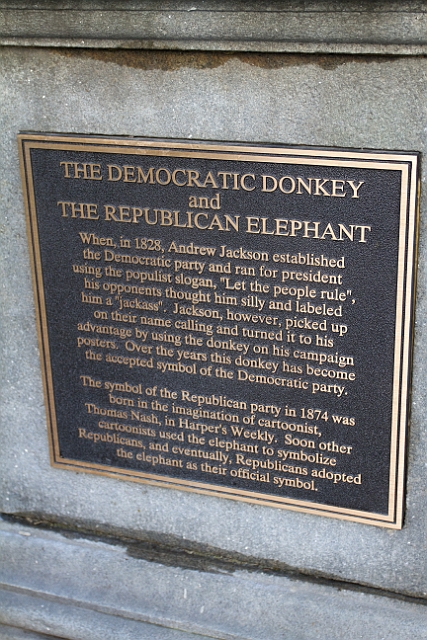 THE DEMOCRATIC DONKEY
and
THE REPUBLICAN ELEPHANT
When, in 1828, Andrew Jackson established
the Democratic party and ran for president
using the populist slogan, "Let the people rule",
his opponents thought him silly and labeled
him a "jackass". Jackson, however, picked up
on their name calling and turned it to his
advantage by using the donkey on his campaign
posters. Over the years this donkey has become
the accepted symbol of the Democratic party.
The symbol of the Republican party in 1874 was
born in the imagination of cartoonist,
Thomas Nash, in Harper's Weekly. Soon other
cartoonists used the elephant to symbolize
Republicans, and eventually, Republicans adopted
the elephant as their official symbol.